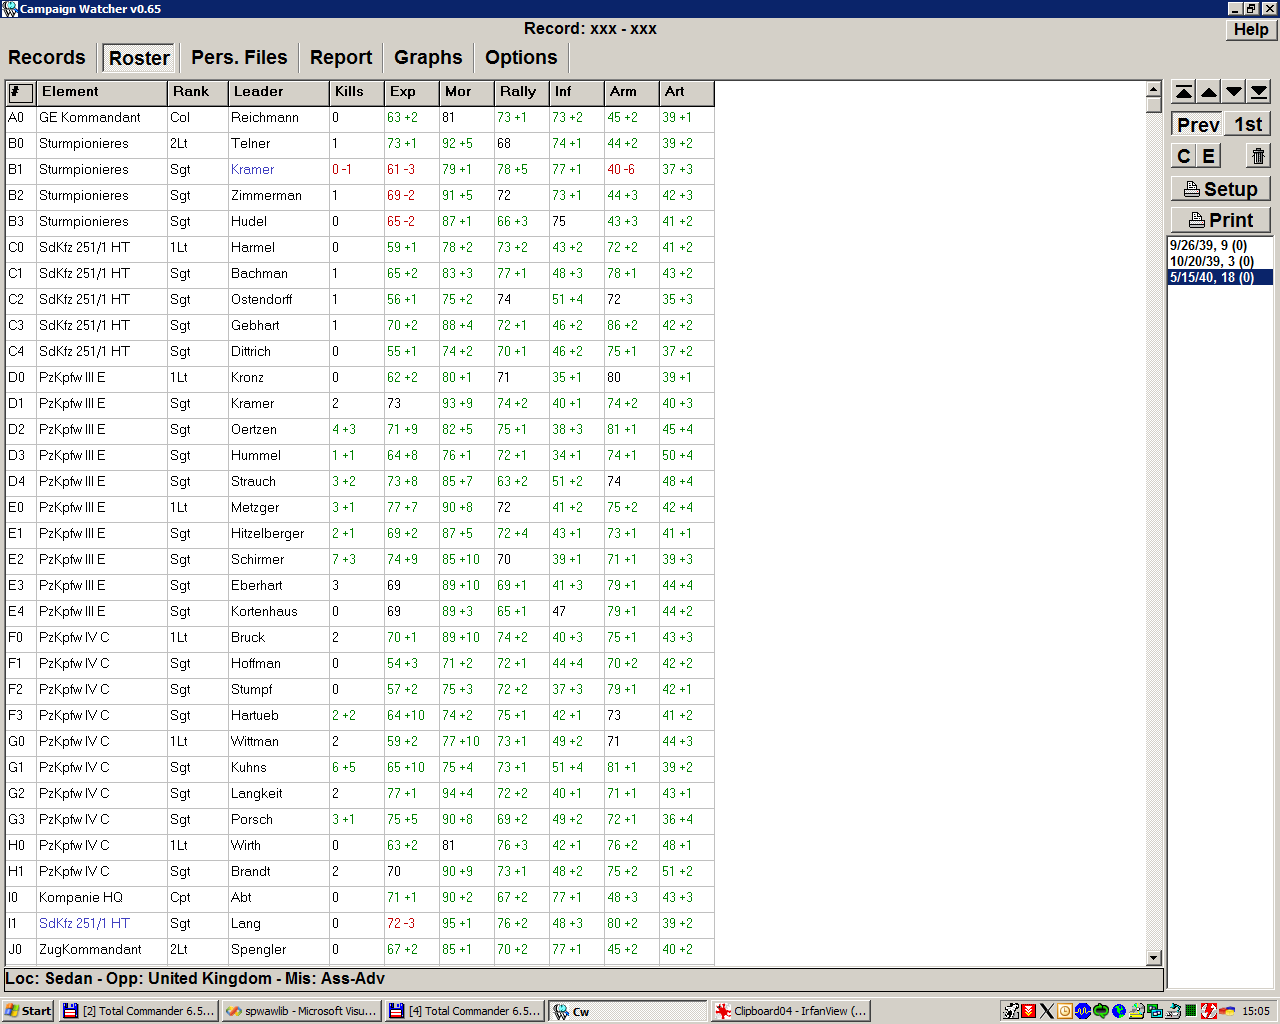 Campaign Watcher v0.65
Record: xxx - xxx
Help
Records Roster Pers. Files Report Graphs Options
# Element Rank Leader Kills Exp Mor Rally Inf Arm Art
A0 GE Kommandant Col Reichmann 0 63 +2 81 73 +1 73 +2 45 +2 39 +1
B0 Sturmpionieres 2Lt Telner 1 73 +1 92 +5 68 74 +1 44 +2 39 +2
B1 Sturmpionieres Sgt Kramer 0 -1 61 -3 79 +1 78 +5 77 +1 40 -6 37 +3
B2 Sturmpionieres Sgt Zimmerman 1 69 -2 91 +5 72 73 +1 44 +3 42 +3
B3 Sturmpionieres Sgt Hudel 0 65 -2 87 +1 66 +3 75 43 +3 41 +2
C0 SdKfz 251/1 HT 1Lt Harmel 0 59 +1 78 +2 73 +2 43 +2 72 +2 41 +2
C1 SdKfz 251/1 HT Sgt Bachman 1 65 +2 83 +3 77 +1 48 +3 78 +1 43 +2
C2 SdKfz 251/1 HT Sgt Ostendorff 1 56 +1 75 +2 74 51 +4 72 35 +3
C3 SdKfz 251/1 HT Sgt Gebhart 1 70 +2 88 +4 72 +1 46 +2 86 +2 42 +2
C4 SdKfz 251/1 HT Sgt Dittrich 0 55 +1 74 +2 70 +1 46 +2 75 +1 37 +2
D0 PzKpfw III E 1Lt Kronz 0 62 +2 80 +1 71 35 +1 80 39 +1
D1 PzKpfw III E Sgt Kramer 2 73 93 +9 74 +2 40 +1 74 +2 40 +3
D2 PzKpfw III E Sgt Oertzen 4 +3 71 +9 82 +5 75 +1 38 +3 81 +1 45 +4
D3 PzKpfw III E Sgt Hummel 1 +1 64 +8 76 +1 72 +1 34 +1 74 +1 50 +4
D4 PzKpfw III E Sgt Strauch 3 +2 73 +8 85 +7 63 +2 51 +2 74 48 +4
E0 PzKpfw III E 1Lt Metzger 3 +1 77 +7 90 +8 72 41 +2 75 +2 42 +4
E1 PzKpfw III E Sgt Hitzelberger 2 +1 69 +2 87 +5 72 +4 43 +1 73 +1 41 +1
E2 PzKpfw III E Sgt Schirmer 7 +3 74 +9 85 +10 70 39 +1 71 +1 39 +3
E3 PzKpfw III E Sgt Eberhart 3 69 89 +10 69 +1 41 +3 79 +1 44 +4
E4 PzKpfw III E Sgt Kortenhaus 0 69 89 +3 65 +1 47 79 +1 44 +2
F0 PzKpfw IV C 1Lt Bruck 2 70 +1 89 +10 74 +2 40 +3 75 +1 43 +3
F1 PzKpfw IV C Sgt Hoffman 0 54 +3 71 +2 72 +1 44 +4 70 +2 42 +2
F2 PzKpfw IV C Sgt Stumpf 0 57 +2 75 +3 72 +2 37 +3 79 +1 42 +1
F3 PzKpfw IV C Sgt Hartueb 2 +2 64 +10 74 +2 75 +1 42 +1 73 41 +2
G0 PzKpfw IV C 1Lt Wittman 2 59 +2 77 +10 73 +1 49 +2 71 44 +3
G1 PzKpfw IV C Sgt Kuhns 6 +5 65 +10 75 +4 73 +1 51 +4 81 +1 39 +2
G2 PzKpfw IV C Sgt Langkeit 2 77 +1 94 +4 72 +2 40 +1 71 +1 43 +1
G3 PzKpfw IV C Sgt Porsch 3 +1 75 +5 90 +8 69 +2 49 +2 72 +1 36 +4
H0 PzKpfw IV C 1Lt Wirth 0 63 +2 81 76 +3 42 +1 76 +2 48 +1
H1 PzKpfw IV C Sgt Brandt 2 70 90 +9 73 +1 48 +2 75 +2 51 +2
I0 Kompanie HQ Cpt Abt 0 71 +1 90 +2 67 +2 77 +1 48 +3 43 +3
I1 SdKfz 251/1 HT Sgt Lang 0 72 -3 95 +1 76 +2 48 +3 80 +2 39 +2
J0 ZugKommandant 2Lt Spengler 0 67 +2 85 +1 70 +2 77 +1 45 +2 40 +2
Prev 1st
C E
Setup
Print
9/26/39, 9 (0)
10/20/39, 3 (0)
5/15/40, 18 (0)
Loc: Sedan - Opp: United Kingdom - Mis: Ass-Adv
Start [2] Total Commander 6.5... spwawlib - Microsoft Visu... [4] Total Commander 6.5... Cw Clipboard04 - IrfanView (... 15:05